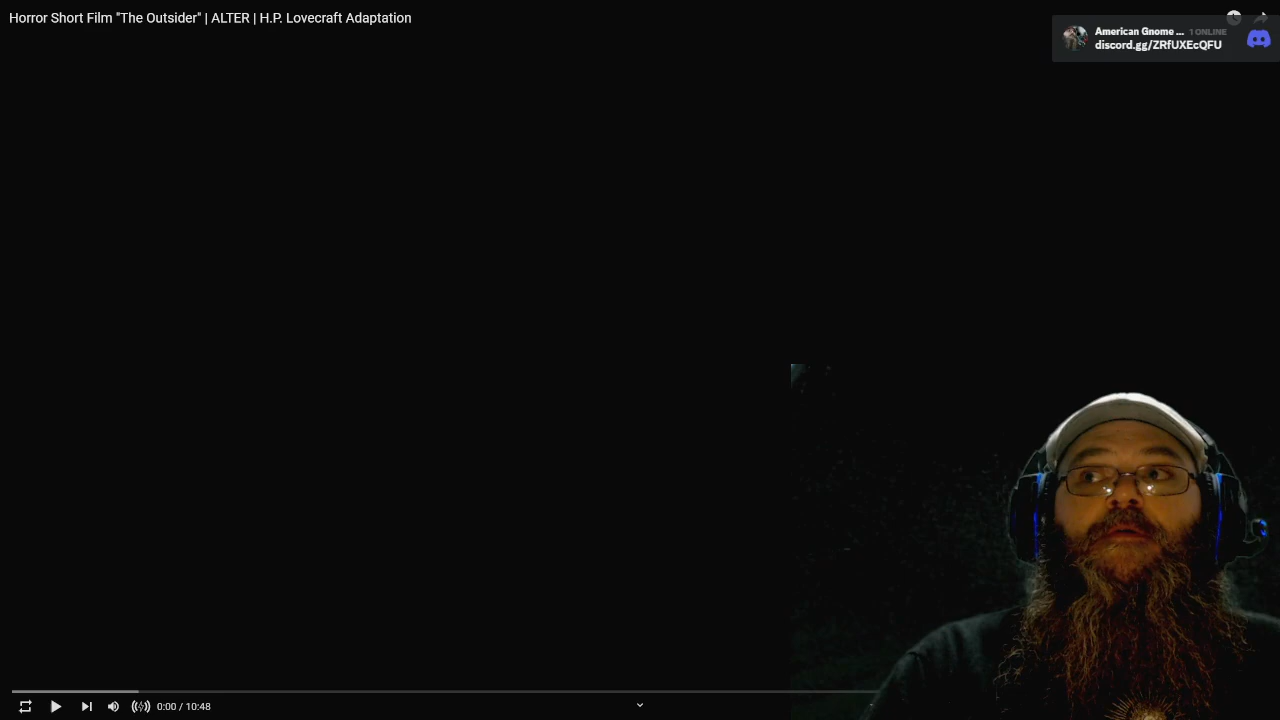 Horror Short Film "The Outsider" | ALTER | H.P. Lovecraft Adaptation
American Gnome ... 1 ONLINE
discord.gg/ZRfUXEcQFU
0:00 / 10:48